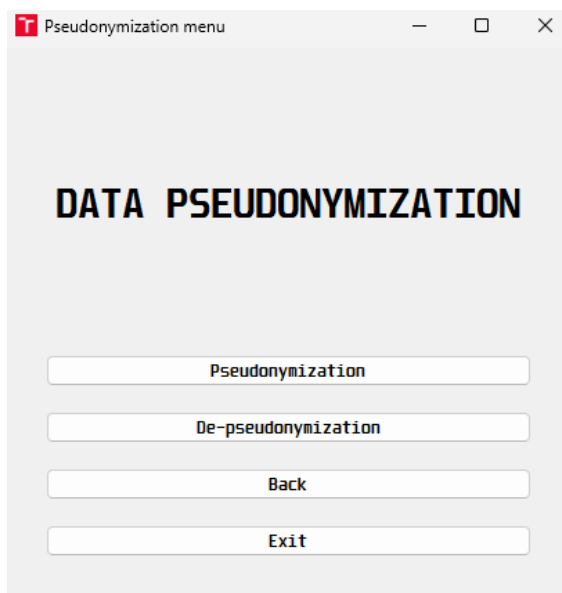 Pseudonymization menu
DATA PSEUDONYMIZATION
Pseudonymization
De-pseudonymization
Back
Exit